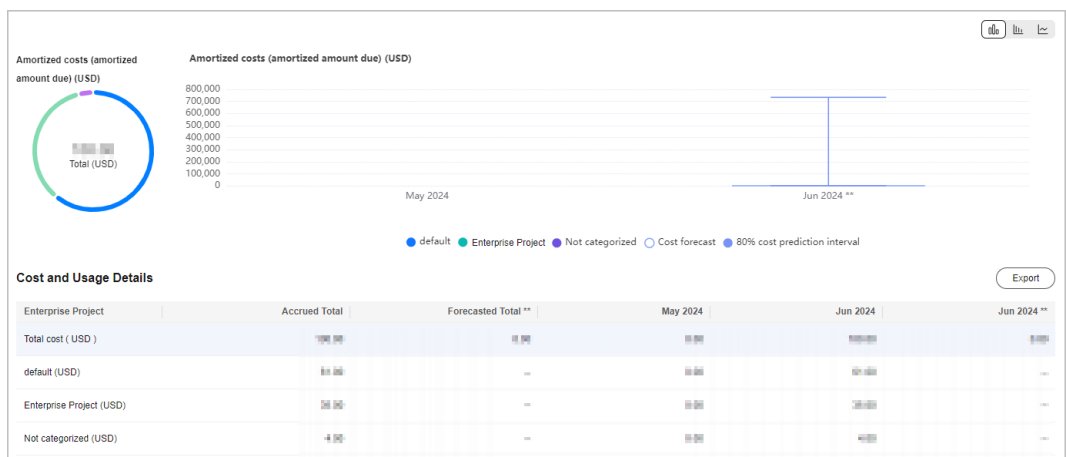 Amortized costs (amortized
amount due) (USD)
Total (USD)
Amortized costs (amortized amount due) (USD)
800,000
700,000
600,000
500,000
400,000
300,000
200,000
100,000
0
May 2024
Jun 2024 **
default
Enterprise Project
Not categorized
Cost forecast
80% cost prediction interval
Cost and Usage Details
Export
Enterprise Project Accrued Total Forecasted Total ** May 2024 Jun 2024 Jun 2024 **
Total cost ( USD )
default (USD) -- --
Enterprise Project (USD) -- --
Not categorized (USD) -- --